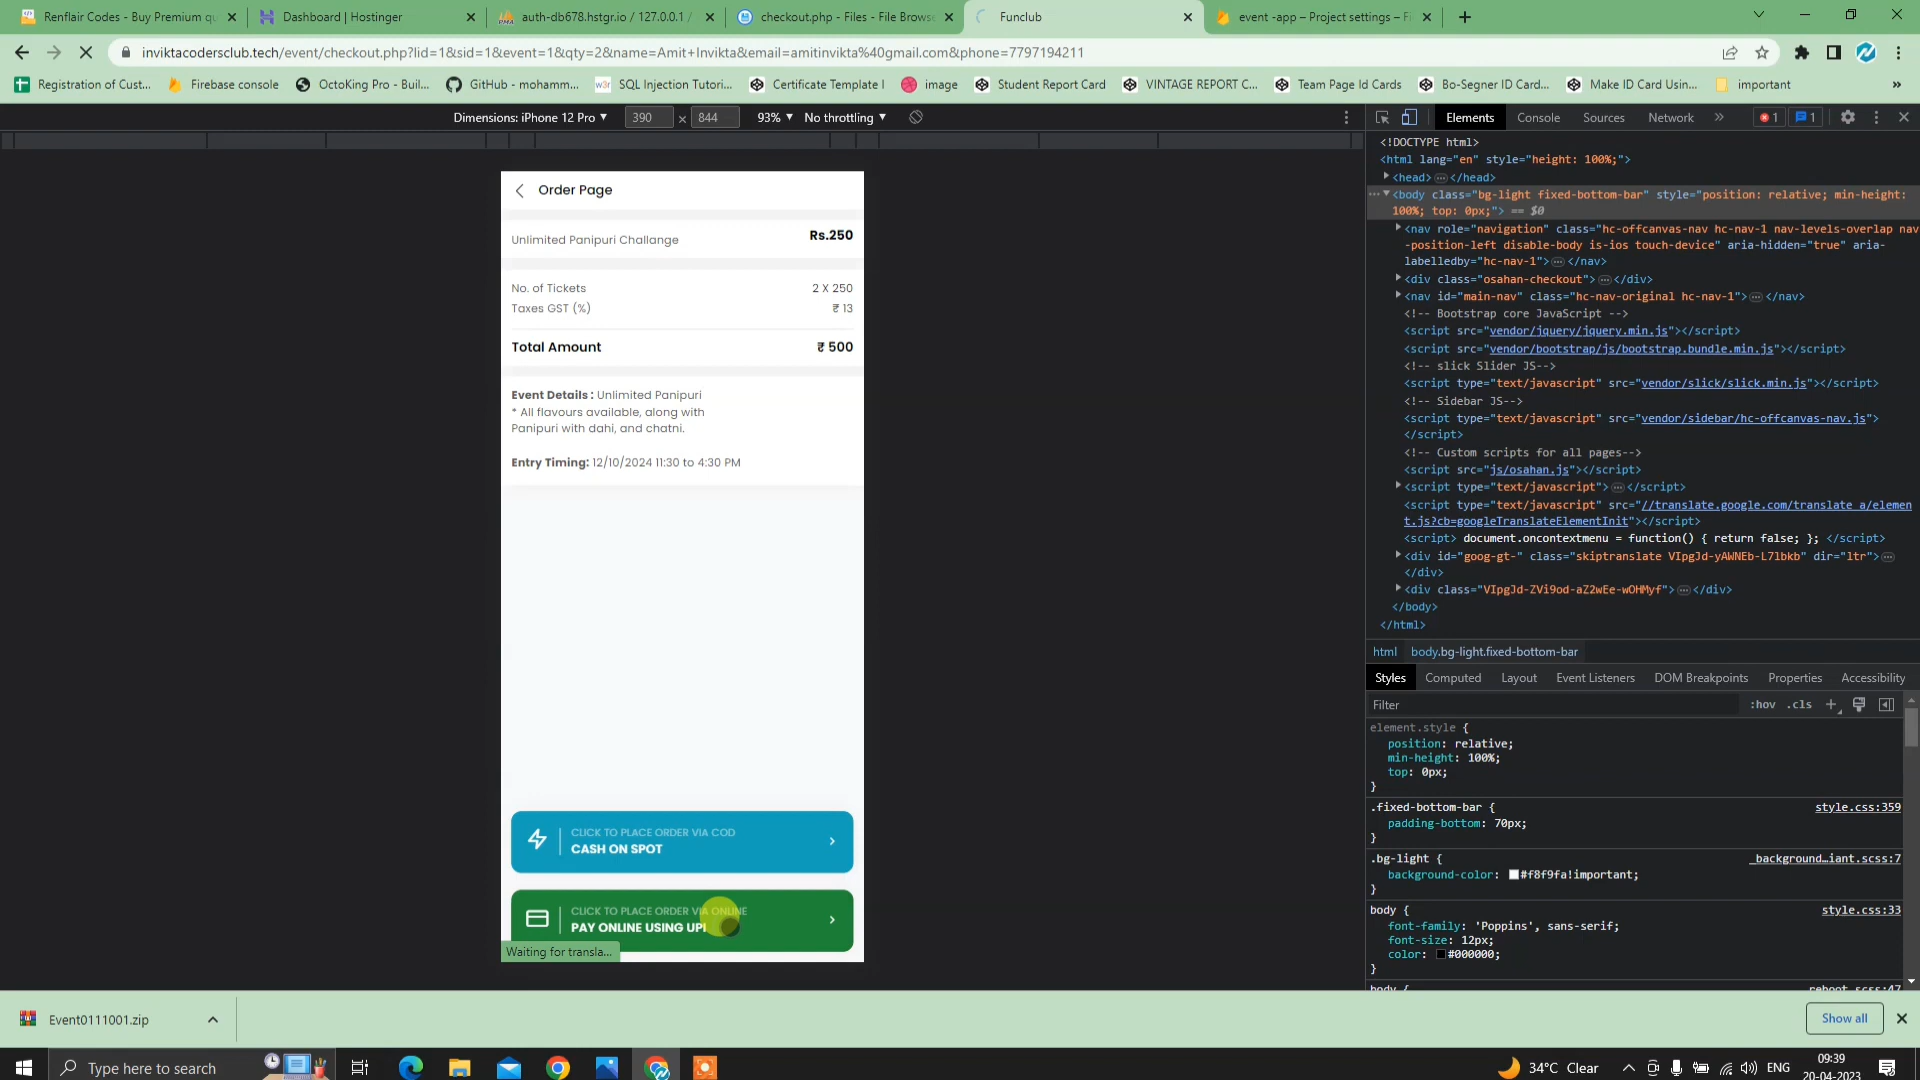 Renflair Codes - Buy Premium qu
Dashboard | Hostinger
auth-db678.hstgr.io / 127.0.0.1 /
checkout.php - Files - File Browse
Funclub
event -app – Project settings – Fi
inviktacodersclub.tech/event/checkout.php?lid=1&sid=1&event=1&qty=2&name=Amit+Invikta&email=amitinvikta%40gmail.com&phone=7797194211
Registration of Cust...
Firebase console
OctoKing Pro - Buil...
GitHub - mohamm...
SQL Injection Tutori...
Certificate Template I
image
Student Report Card
VINTAGE REPORT C...
Team Page Id Cards
Bo-Segner ID Card...
Make ID Card Usin...
important
»
Dimensions: iPhone 12 Pro ▼ 390 × 844 93% ▼ No throttling ▼
Elements Console Sources Network » 1 1
Order Page
Unlimited Panipuri Challange Rs.250
No. of Tickets 2 X 250
Taxes GST (%) ₹ 13
Total Amount ₹ 500
Event Details : Unlimited Panipuri
* All flavours available, along with
Panipuri with dahi, and chatni.
Entry Timing: 12/10/2024 11:30 to 4:30 PM
CLICK TO PLACE ORDER VIA COD
CASH ON SPOT
CLICK TO PLACE ORDER VIA ONLINE
PAY ONLINE USING UPI
Waiting for transla...
<!DOCTYPE html>
<html lang="en" style="height: 100%;">
<head>…</head>
<body class="bg-light fixed-bottom-bar" style="position: relative; min-height:
100%; top: 0px;"> == $0
<nav role="navigation" class="hc-offcanvas-nav hc-nav-1 nav-levels-overlap nav
-position-left disable-body is-ios touch-device" aria-hidden="true" aria-
labelledby="hc-nav-1">…</nav>
<div class="osahan-checkout">…</div>
<nav id="main-nav" class="hc-nav-original hc-nav-1">…</nav>
<!-- Bootstrap core JavaScript -->
<script src="vendor/jquery/jquery.min.js"></script>
<script src="vendor/bootstrap/js/bootstrap.bundle.min.js"></script>
<!-- slick Slider JS-->
<script type="text/javascript" src="vendor/slick/slick.min.js"></script>
<!-- Sidebar JS-->
<script type="text/javascript" src="vendor/sidebar/hc-offcanvas-nav.js">
</script>
<!-- Custom scripts for all pages-->
<script src="js/osahan.js"></script>
<script type="text/javascript">…</script>
<script type="text/javascript" src="//translate.google.com/translate_a/elemen
t.js?cb=googleTranslateElementInit"></script>
<script> document.oncontextmenu = function() { return false; }; </script>
<div id="goog-gt-" class="skiptranslate VIpgJd-yAWNEb-L7lbkb" dir="ltr">…
</div>
<div class="VIpgJd-ZVi9od-aZ2wEe-wOHMyf">…</div>
</body>
</html>
html body.bg-light.fixed-bottom-bar
Styles Computed Layout Event Listeners DOM Breakpoints Properties Accessibility
Filter :hov .cls +
element.style {
position: relative;
min-height: 100%;
top: 0px;
}
.fixed-bottom-bar { style.css:359
padding-bottom: 70px;
}
.bg-light { _background…iant.scss:7
background-color: #f8f9fa!important;
}
body { style.css:33
font-family: 'Poppins', sans-serif;
font-size: 12px;
color: #000000;
}
body { _reboot.scss:47
Event0111001.zip
Show all
Type here to search
34°C Clear
ENG
09:39
20-04-2023